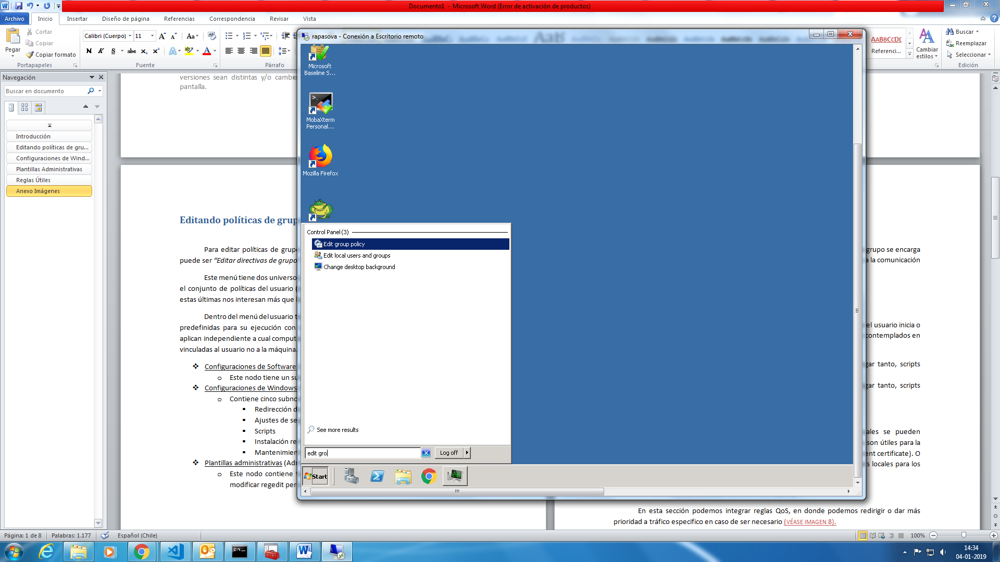 Documento1 - Microsoft Word (Error de activación de productos)
Archivo
Inicio
Insertar
Diseño de página
Referencias
Correspondencia
Revisar
Vista
Pegar
Cortar
Copiar
Copiar formato
Portapapeles
Calibri (Cuerpo)
11
N K S abc x₂ x²
Aa
Fuente
Párrafo
AABBCCDE
Referenci...
Cambiar
estilos
Buscar
Reemplazar
Seleccionar
Edición
Navegación
Buscar en documento
Introducción
Editando políticas de gru...
Configuraciones de Wind...
Plantillas Administrativas
Reglas Útiles
Anexo Imágenes
versiones sean distintas y/o cambie
pantalla.
Editando políticas de grup
Para editar políticas de grupo
puede ser “Editar directivas de grupo
Este menú tiene dos universo
el conjunto de políticas del usuario (
estas últimas nos interesan más que l
Dentro del menú del usuario t
predefinidas para su ejecución con
aplican independiente a cual comput
vinculadas al usuario no a la máquina.
Configuraciones de Software
o Este nodo tiene un su
Configuraciones de Windows
o Contiene cinco subno
Redirección d
Ajustes de se
Scripts
Instalación re
Mantenimien
Plantillas administrativas (Ad
o Este nodo contiene t
modificar regedit per
rapasova - Conexión a Escritorio remoto
Microsoft
Baseline S...
MobaXterm
Personal...
Mozilla Firefox
Control Panel (3)
Edit group policy
Edit local users and groups
Change desktop background
See more results
edit gro
Log off
Start
grupo se encarga
a la comunicación
el usuario inicia o
contemplados en
gar tanto, scripts
gar tanto, scripts
ales se pueden
son útiles para la
ent certificate). O
s locales para los
En esta sección podemos integrar reglas QoS, en donde podemos redirigir o dar más
prioridad a tráfico especifico en caso de ser necesario (VÉASE IMAGEN 8).
Página: 1 de 8
Palabras: 1.177
Español (Chile)
100%
14:34
04-01-2019